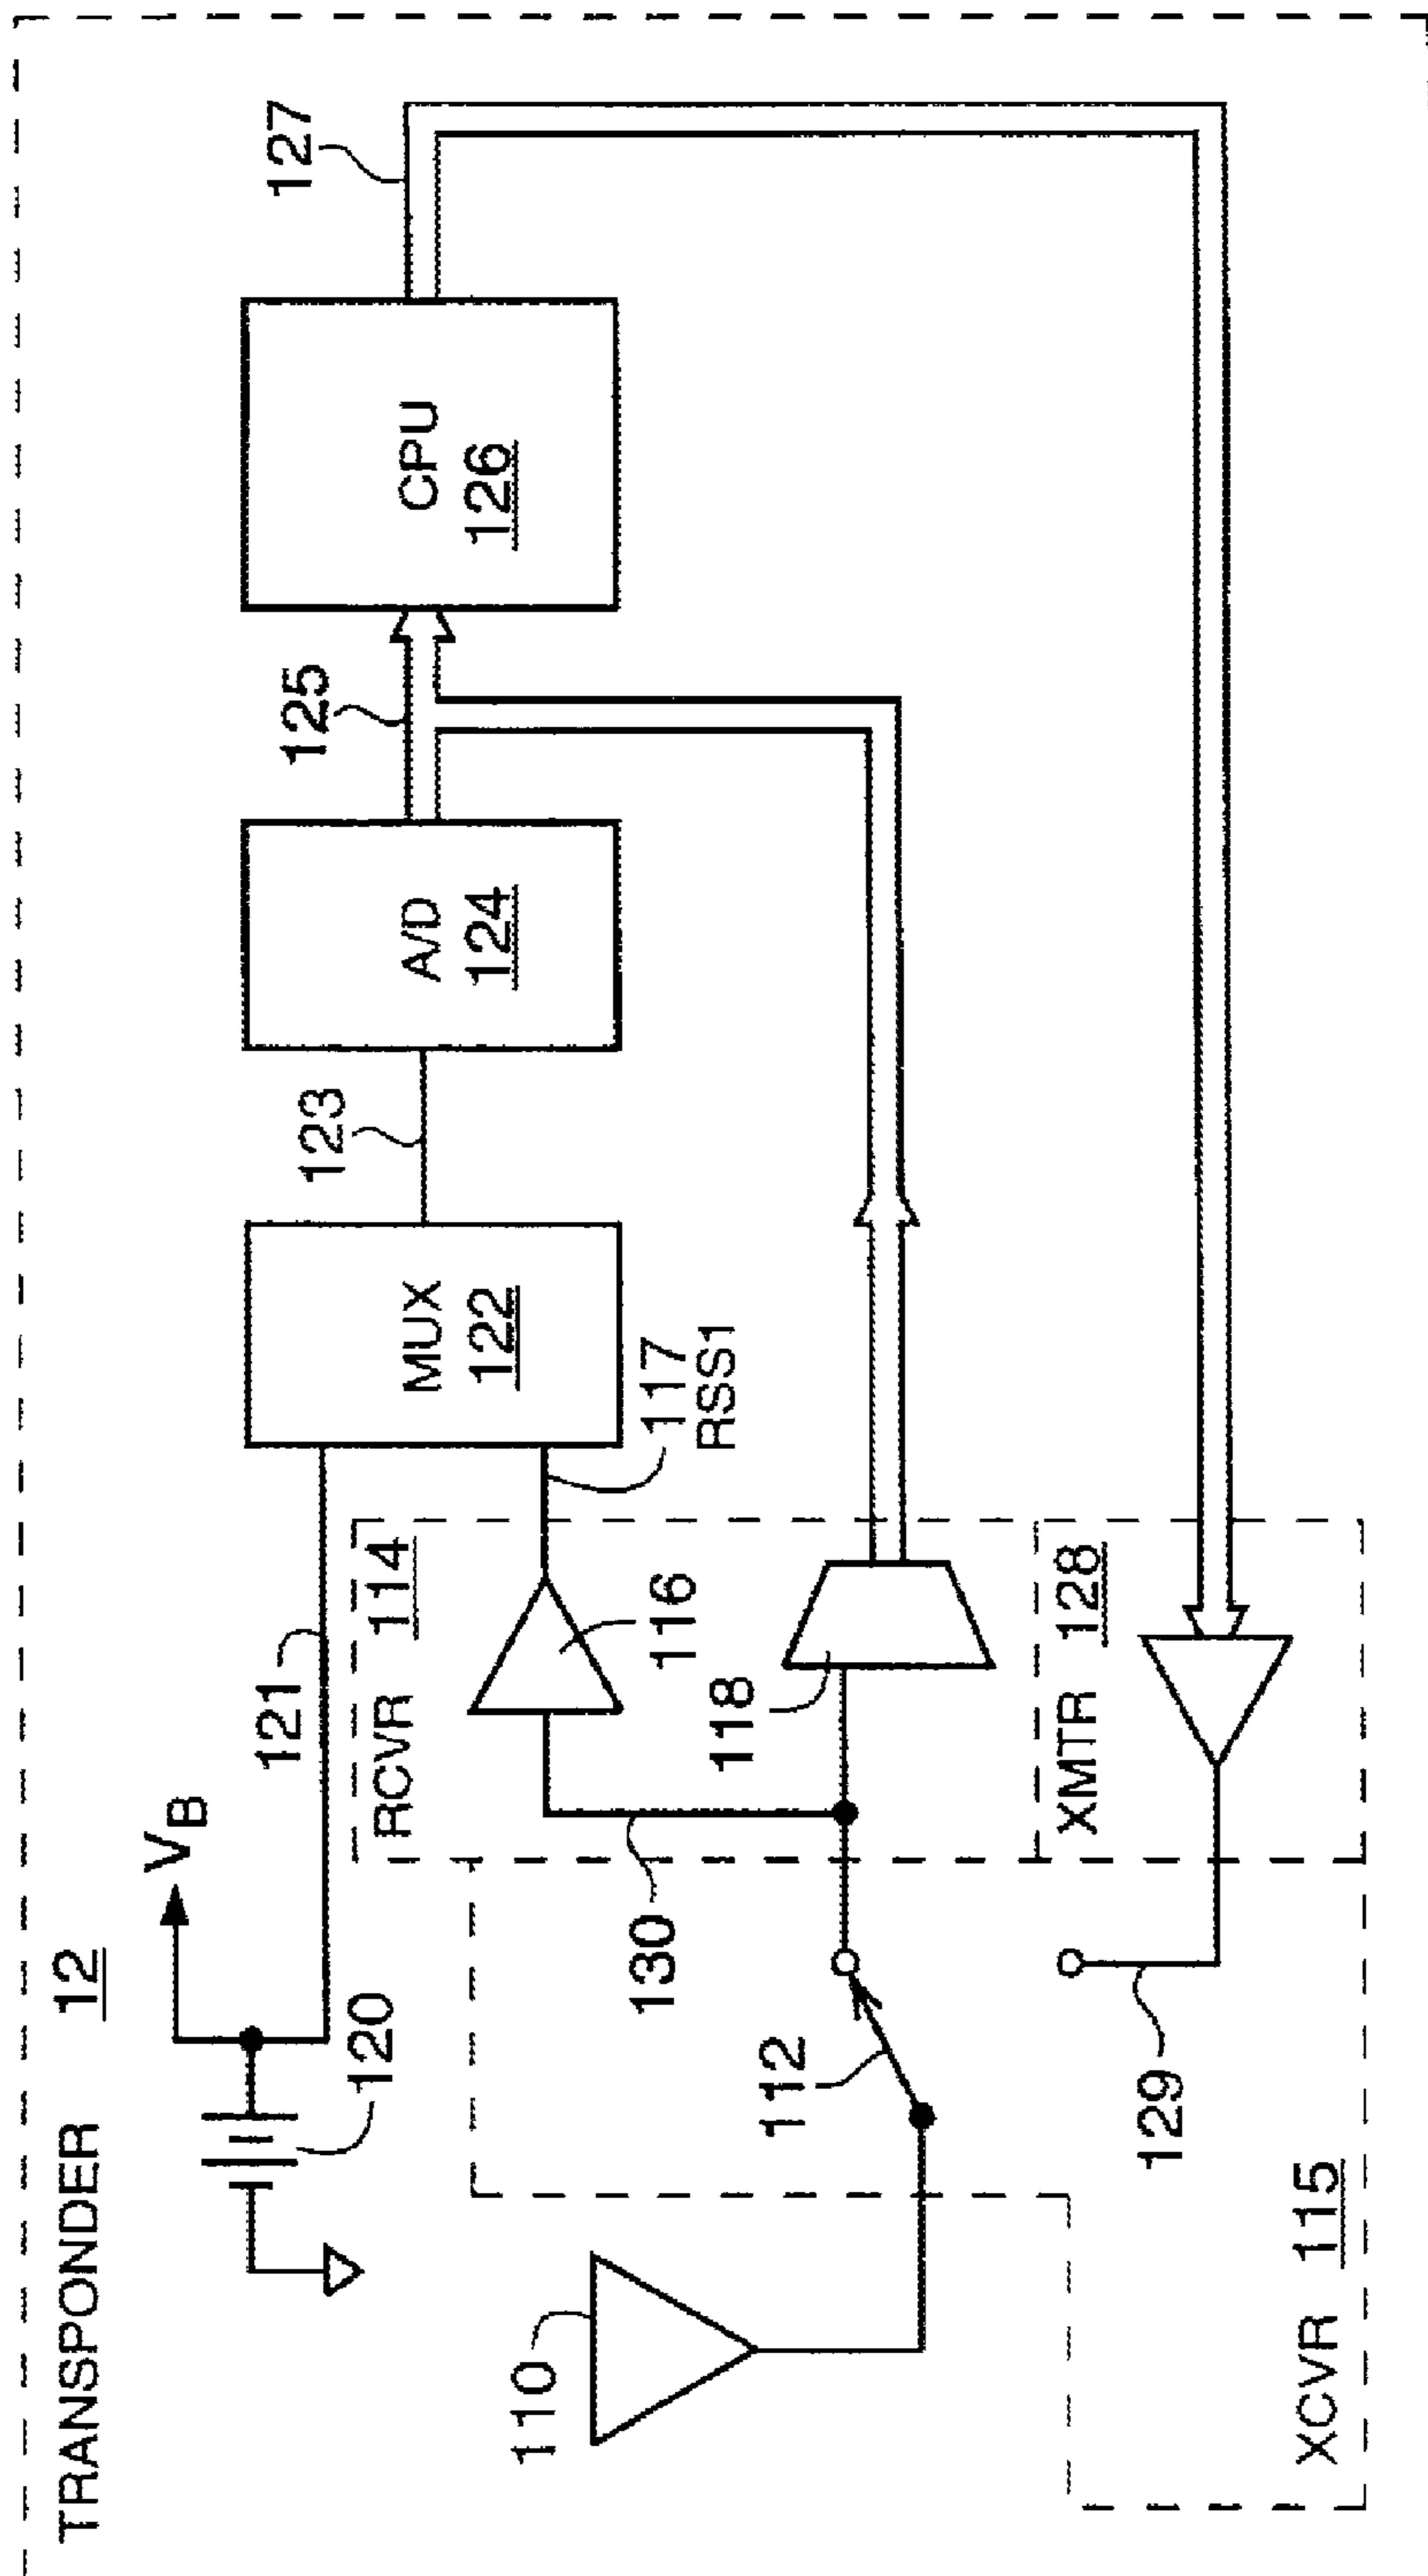 TRANSPONDER 12
V_B
120
121
110
112
130
RCVR 114
116
118
117
RSS1
MUX
122
123
A/D
124
125
CPU
126
127
XMTR 128
129
XCVR 115